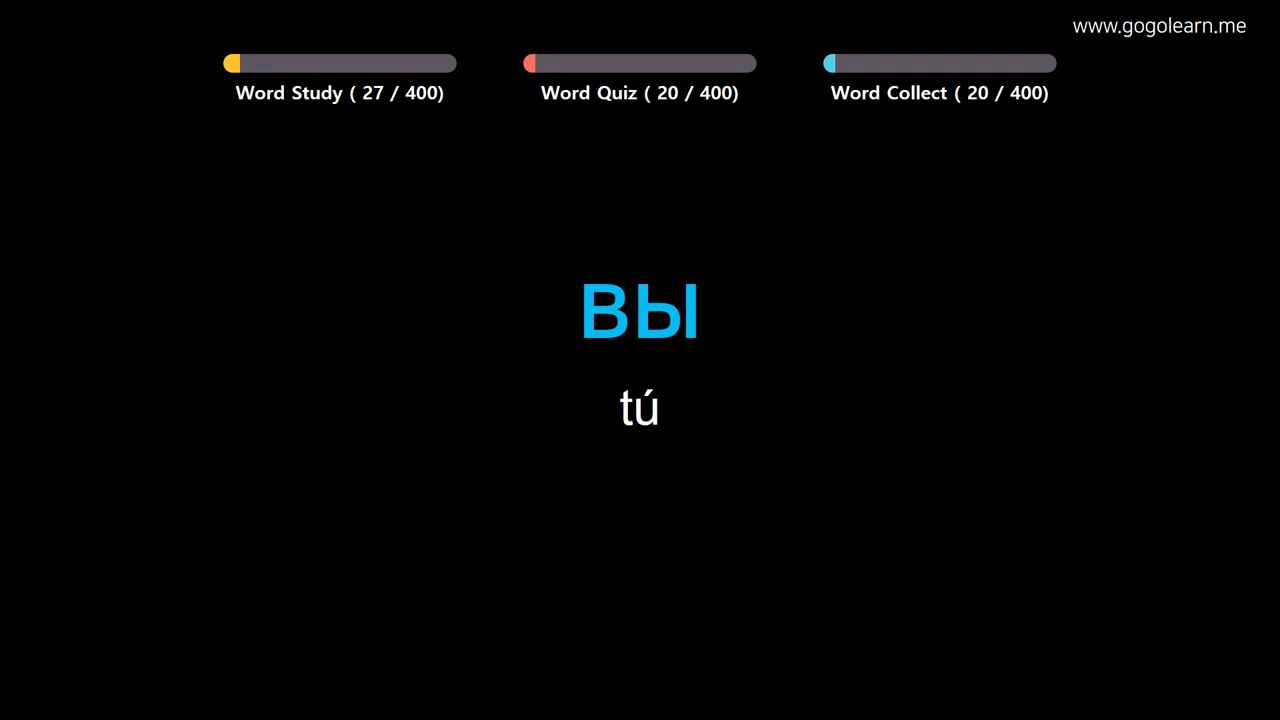 www.gogolearn.me
Word Study ( 27 / 400)
Word Quiz ( 20 / 400)
Word Collect ( 20 / 400)
вы
tú